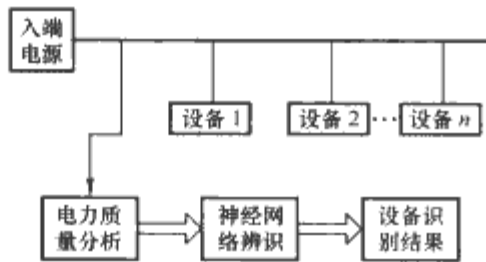 入端
电源
设备 1
设备 2
…
设备 n
电力质
量分析
神经网
络辨识
设备识
别结果